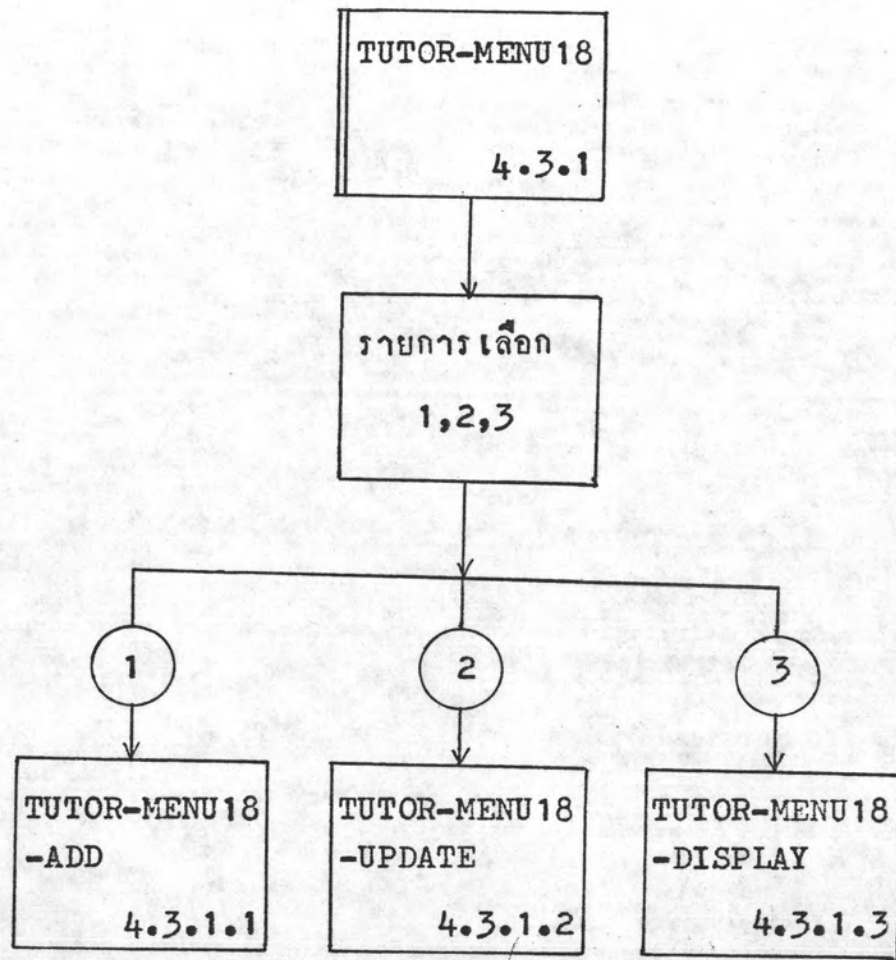 TUTOR-MENU18
4.3.1
รายการเลือก
1,2,3
1
2
3
TUTOR-MENU18
-ADD
4.3.1.1
TUTOR-MENU18
-UPDATE
4.3.1.2
TUTOR-MENU18
-DISPLAY
4.3.1.3